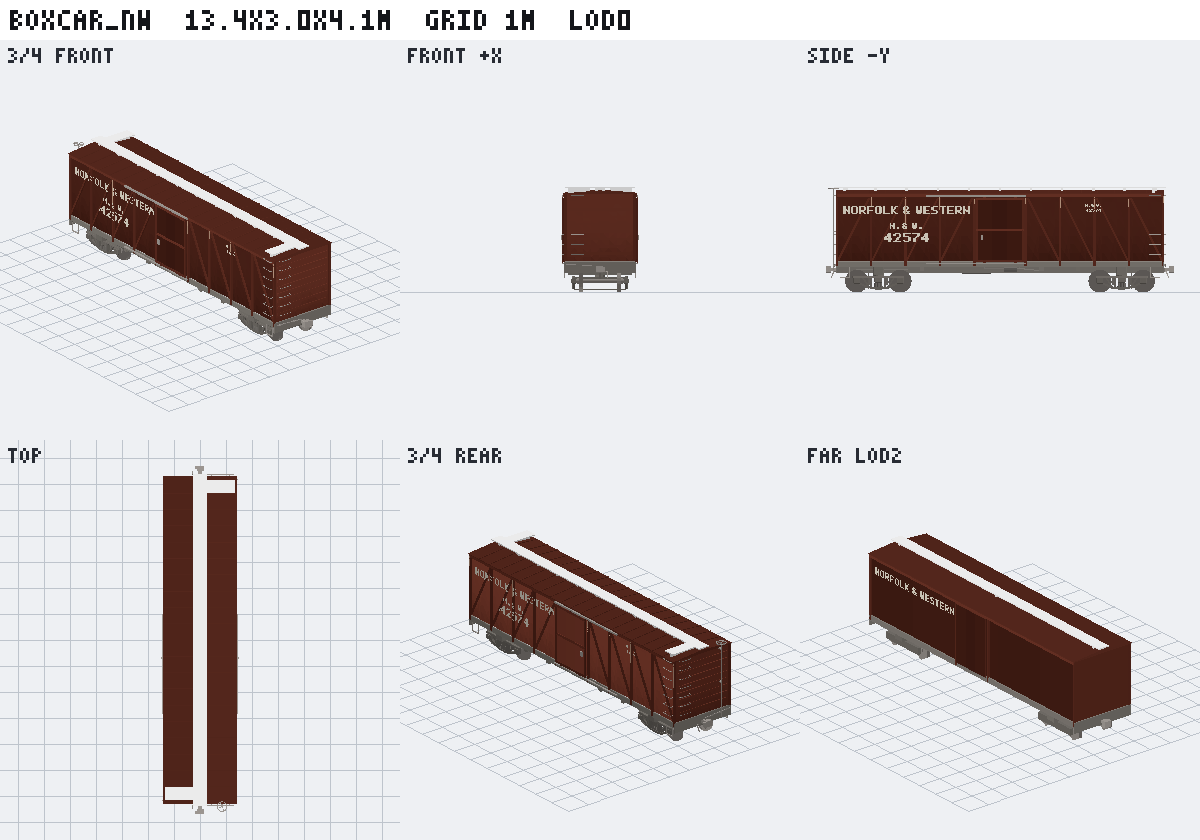 BOXCAR_NW 13.4X3.0X4.1M GRID 1M LOD0
3/4 FRONT
FRONT +X
SIDE -Y
NORFOLK & WESTERN
N. & W.
42574
NORFOLK & WESTERN
N. & W.
42574
N. & W.
42574
TOP
3/4 REAR
FAR LOD2
NORFOLK & WESTERN
N. & W.
42574
NORFOLK & WESTERN